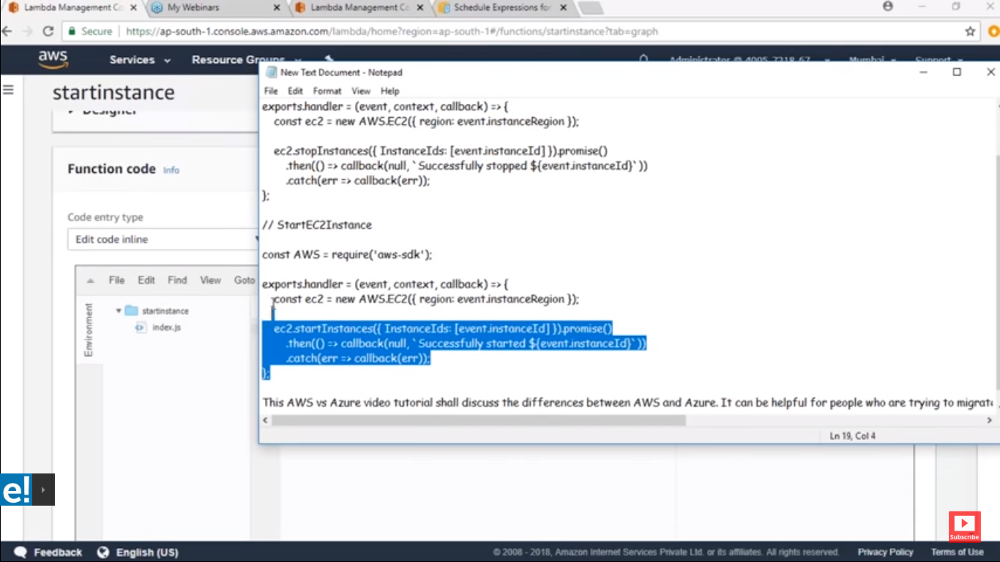 Lambda Management Co
My Webinars
Lambda Management Co
Schedule Expressions for
Secure
https://ap-south-1.console.aws.amazon.com/lambda/home?region=ap-south-1#/functions/startinstance?tab=graph
aws
Services
Resource Groups
Administrator @ 4005-7218-67
Mumbai
Support
startinstance
Designer
Function code Info
Code entry type
Edit code inline
File Edit Find View Goto
Environment
startinstance
index.js
New Text Document - Notepad
File Edit Format View Help
exports.handler = (event, context, callback) => {
const ec2 = new AWS.EC2({ region: event.instanceRegion });
ec2.stopInstances({ InstanceIds: [event.instanceId] }).promise()
.then(() => callback(null, `Successfully stopped ${event.instanceId}`))
.catch(err => callback(err));
};
// StartEC2Instance
const AWS = require('aws-sdk');
exports.handler = (event, context, callback) => {
const ec2 = new AWS.EC2({ region: event.instanceRegion });
ec2.startInstances({ InstanceIds: [event.instanceId] }).promise()
.then(() => callback(null, `Successfully started ${event.instanceId}`))
.catch(err => callback(err));
};
This AWS vs Azure video tutorial shall discuss the differences between AWS and Azure. It can be helpful for people who are trying to migrate
Ln 19, Col 4
e!
Subscribe
Feedback
English (US)
© 2008 - 2018, Amazon Internet Services Private Ltd. or its affiliates. All rights reserved.
Privacy Policy
Terms of Use